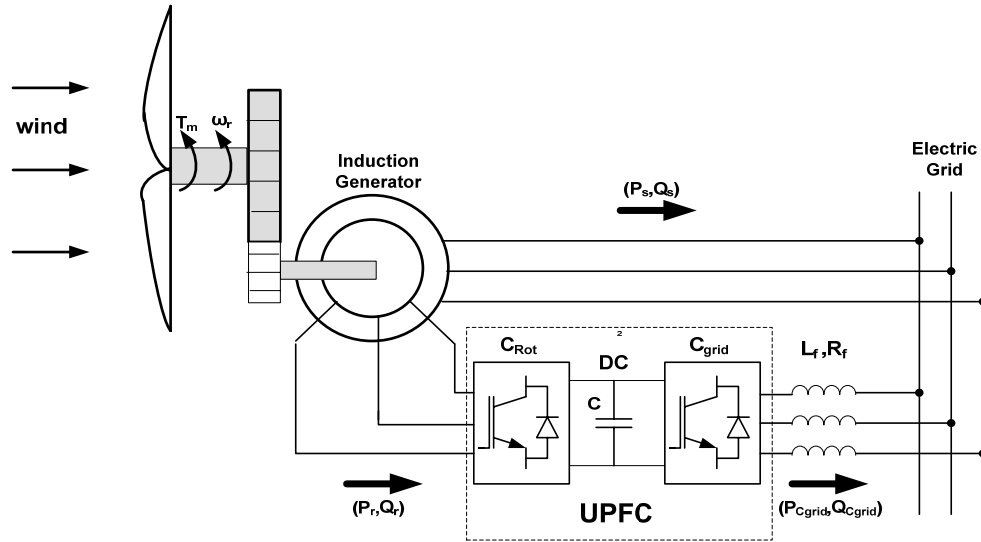 wind
Tm ωr
Induction
Generator
(Ps,Qs)
Electric
Grid
CRot
2
DC
C
Cgrid
Lf,Rf
(Pr,Qr)
UPFC
(PCgrid,QCgrid)